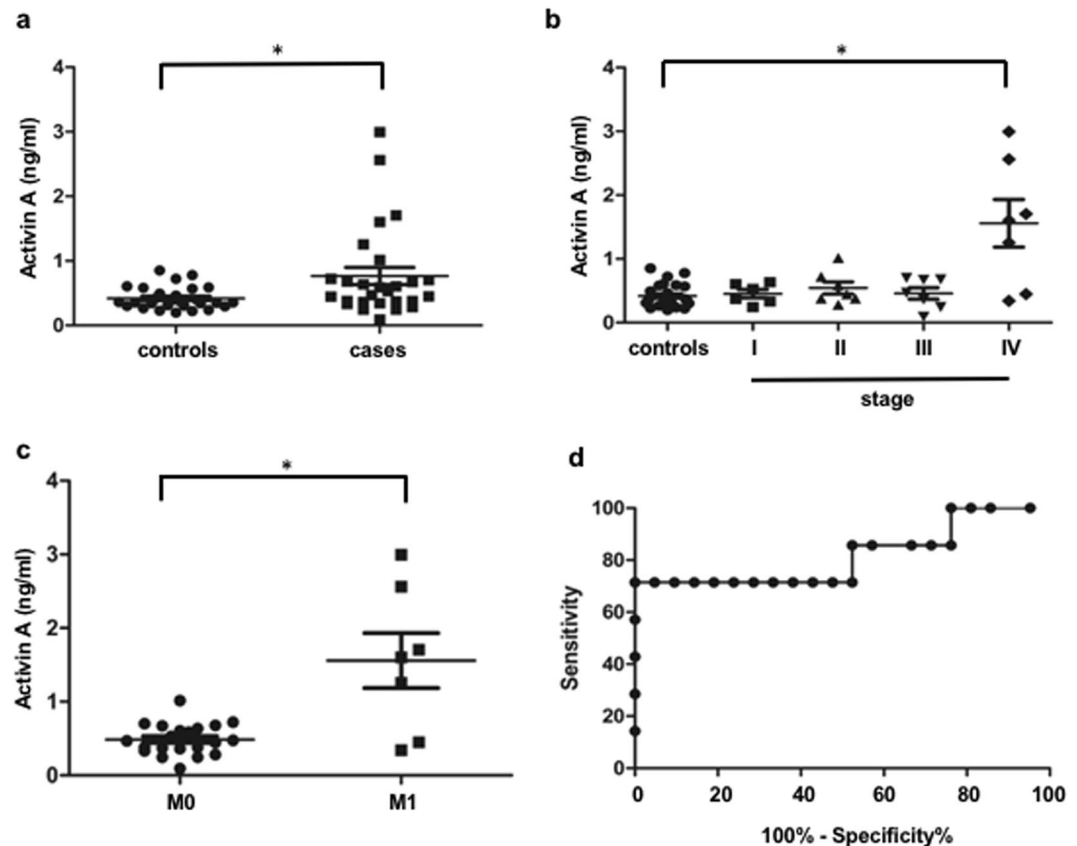 a
*
Activin A (ng/ml)
4
3
2
1
0
controls cases
b
*
Activin A (ng/ml)
4
3
2
1
0
controls I II III IV
stage
c
*
Activin A (ng/ml)
4
3
2
1
0
M0 M1
d
Sensitivity
100
80
60
40
20
0
0 20 40 60 80 100
100% - Specificity%